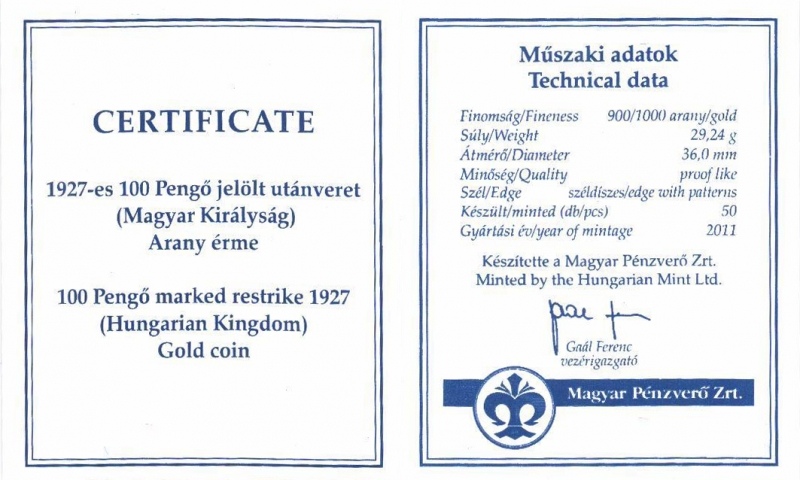 CERTIFICATE
1927-es 100 Pengő jelölt utánveret
(Magyar Királyság)
Arany érme
100 Pengő marked restrike 1927
(Hungarian Kingdom)
Gold coin
Műszaki adatok
Technical data
Finomság/Fineness 900/1000 arany/gold
Súly/Weight 29,24 g
Átmérő/Diameter 36,0 mm
Minőség/Quality proof like
Szél/Edge széldíszes/edge with patterns
Készült/minted (db/pcs) 50
Gyártási év/year of mintage 2011
Készítette a Magyar Pénzverő Zrt.
Minted by the Hungarian Mint Ltd.
Gaál Ferenc
vezérigazgató
Magyar Pénzverő Zrt.